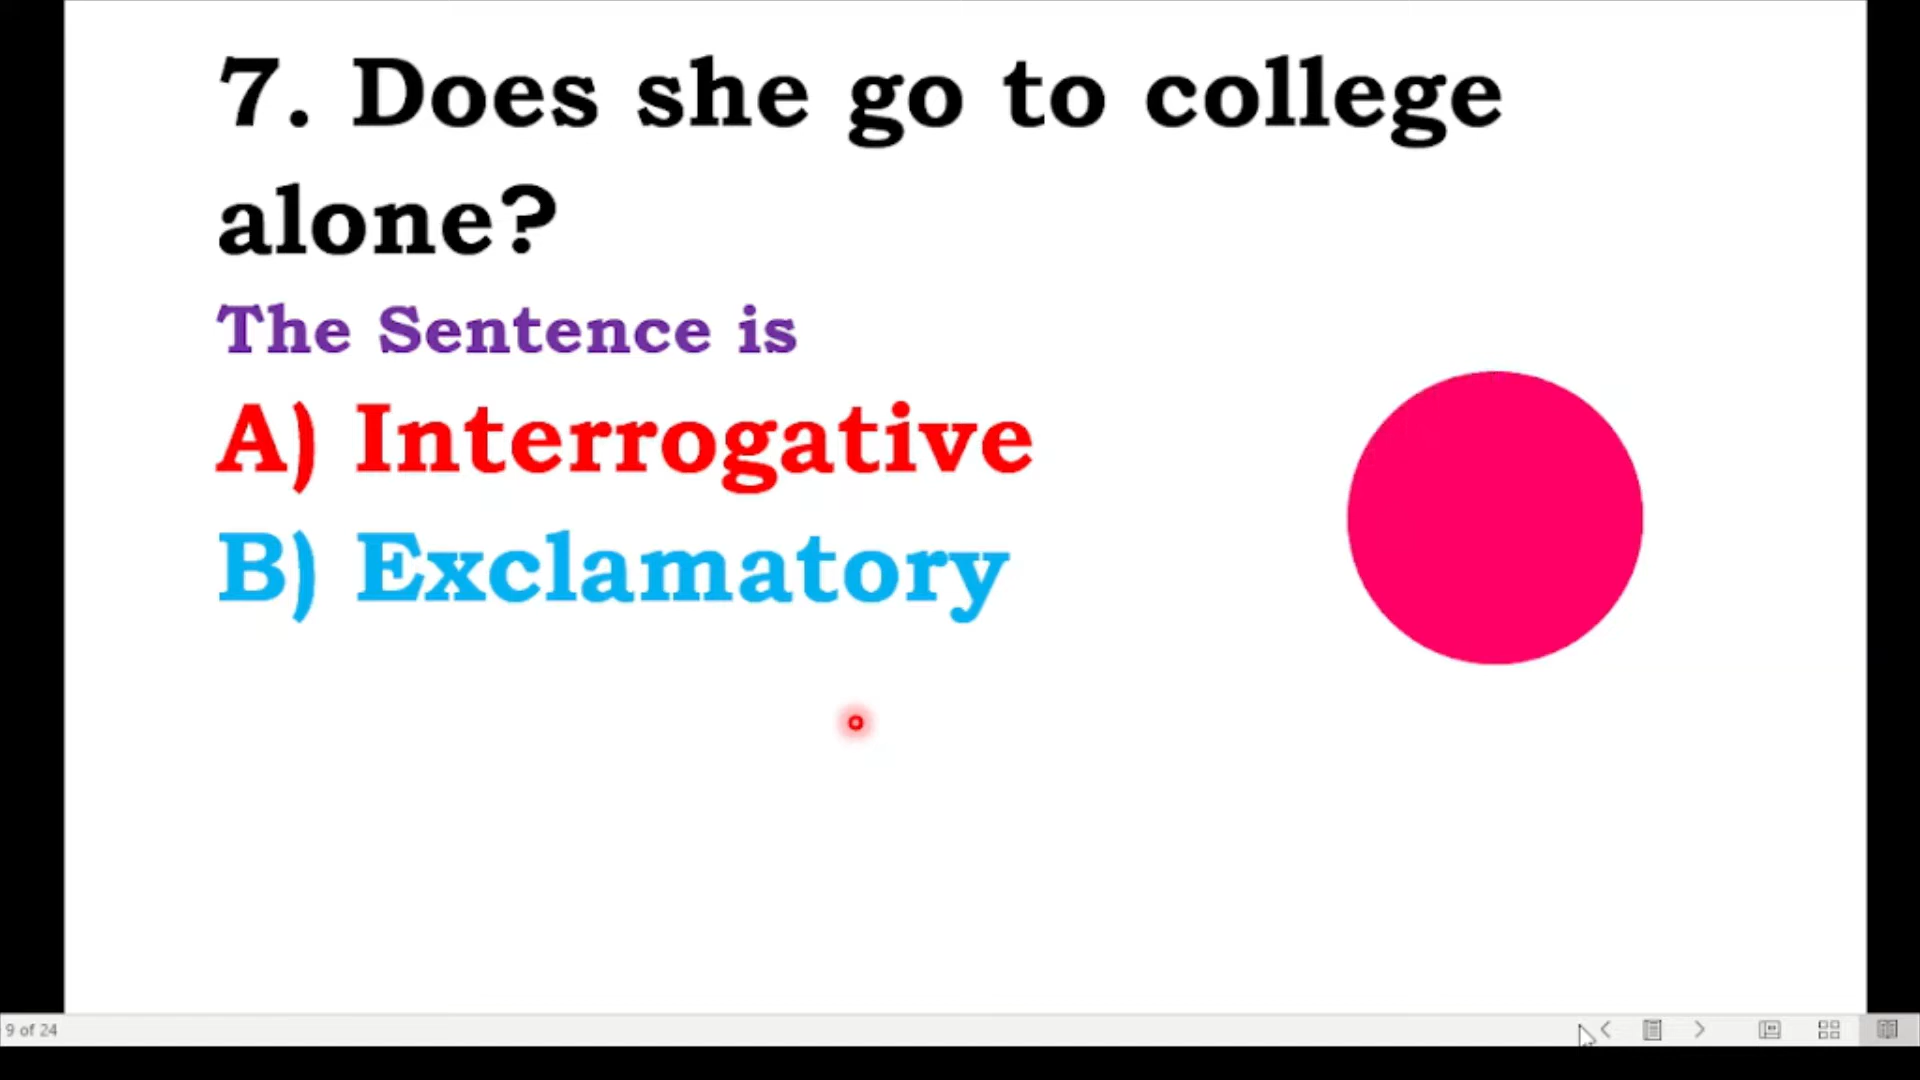 7. Does she go to college
alone?
The Sentence is
A) Interrogative
B) Exclamatory
9 of 24